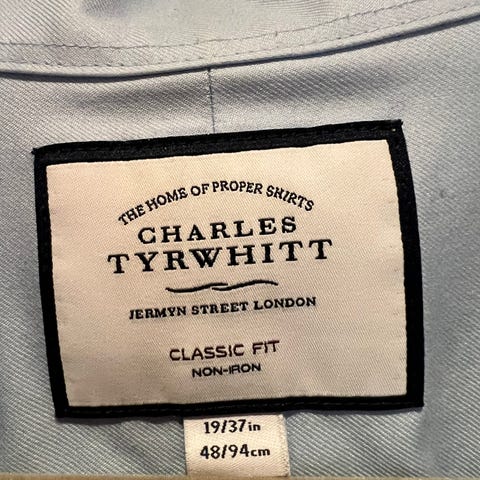 THE HOME OF PROPER SHIRTS
CHARLES
TYRWHITT
JERMYN STREET LONDON
CLASSIC FIT
NON-IRON
19/37in
48/94cm